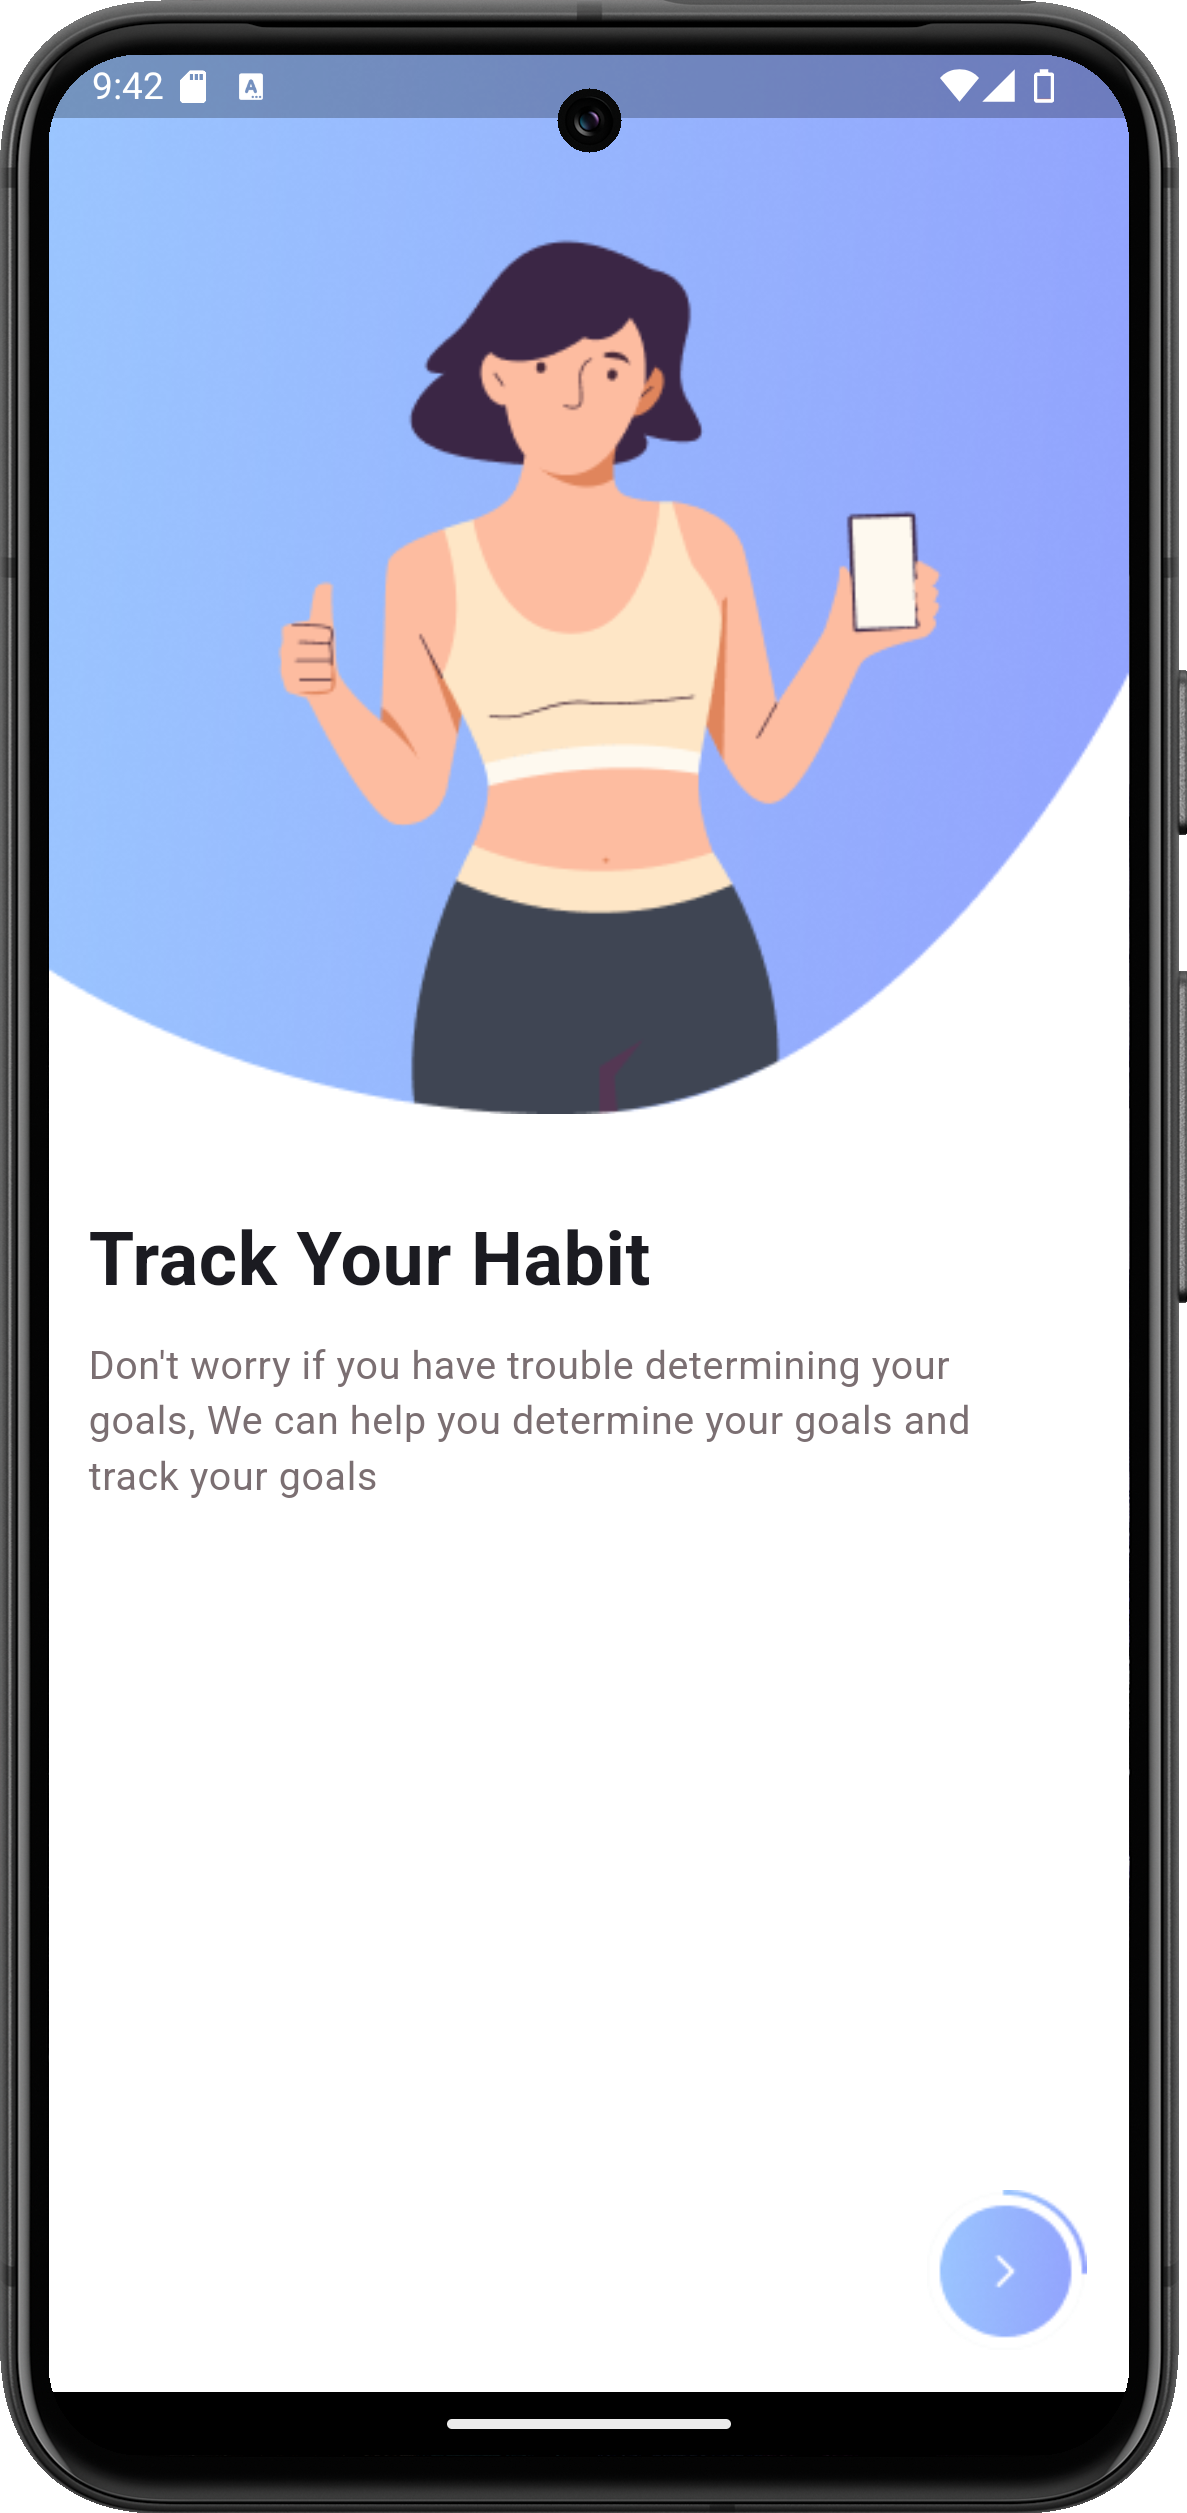 9:42 A
Track Your Habit
Don't worry if you have trouble determining your
goals, We can help you determine your goals and
track your goals